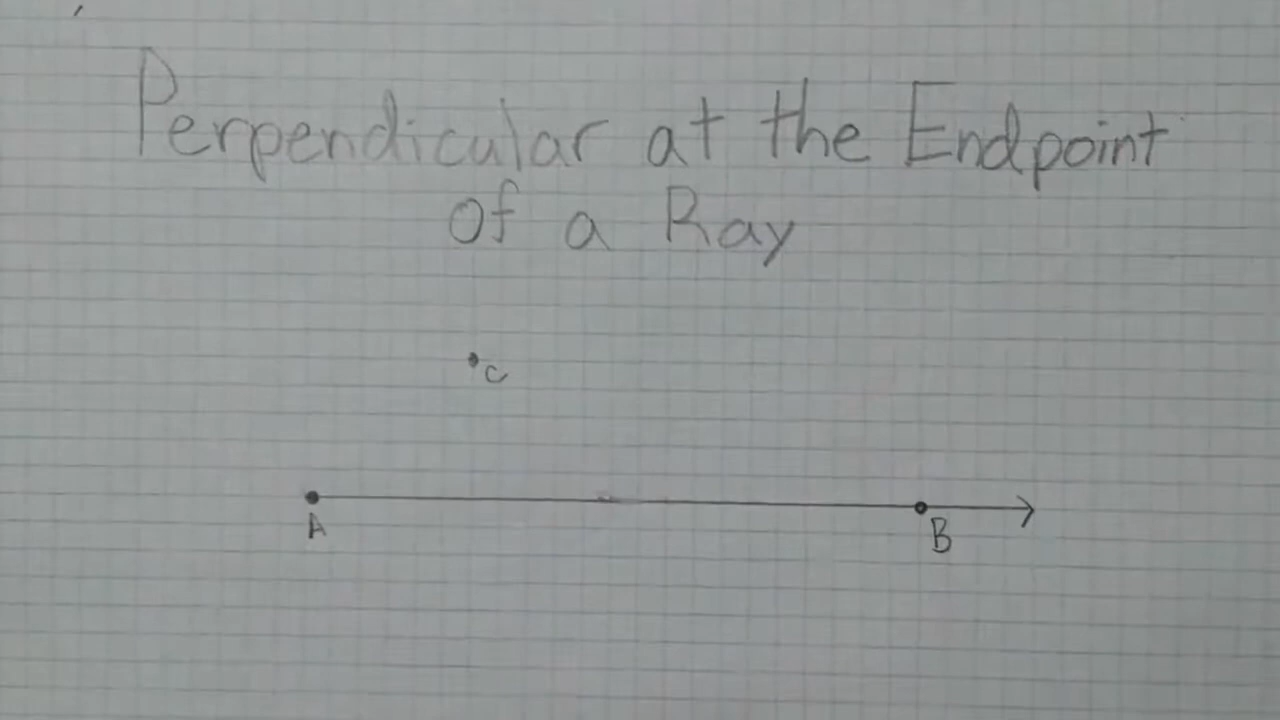 Perpendicular at the Endpoint
of a Ray
C
A
B